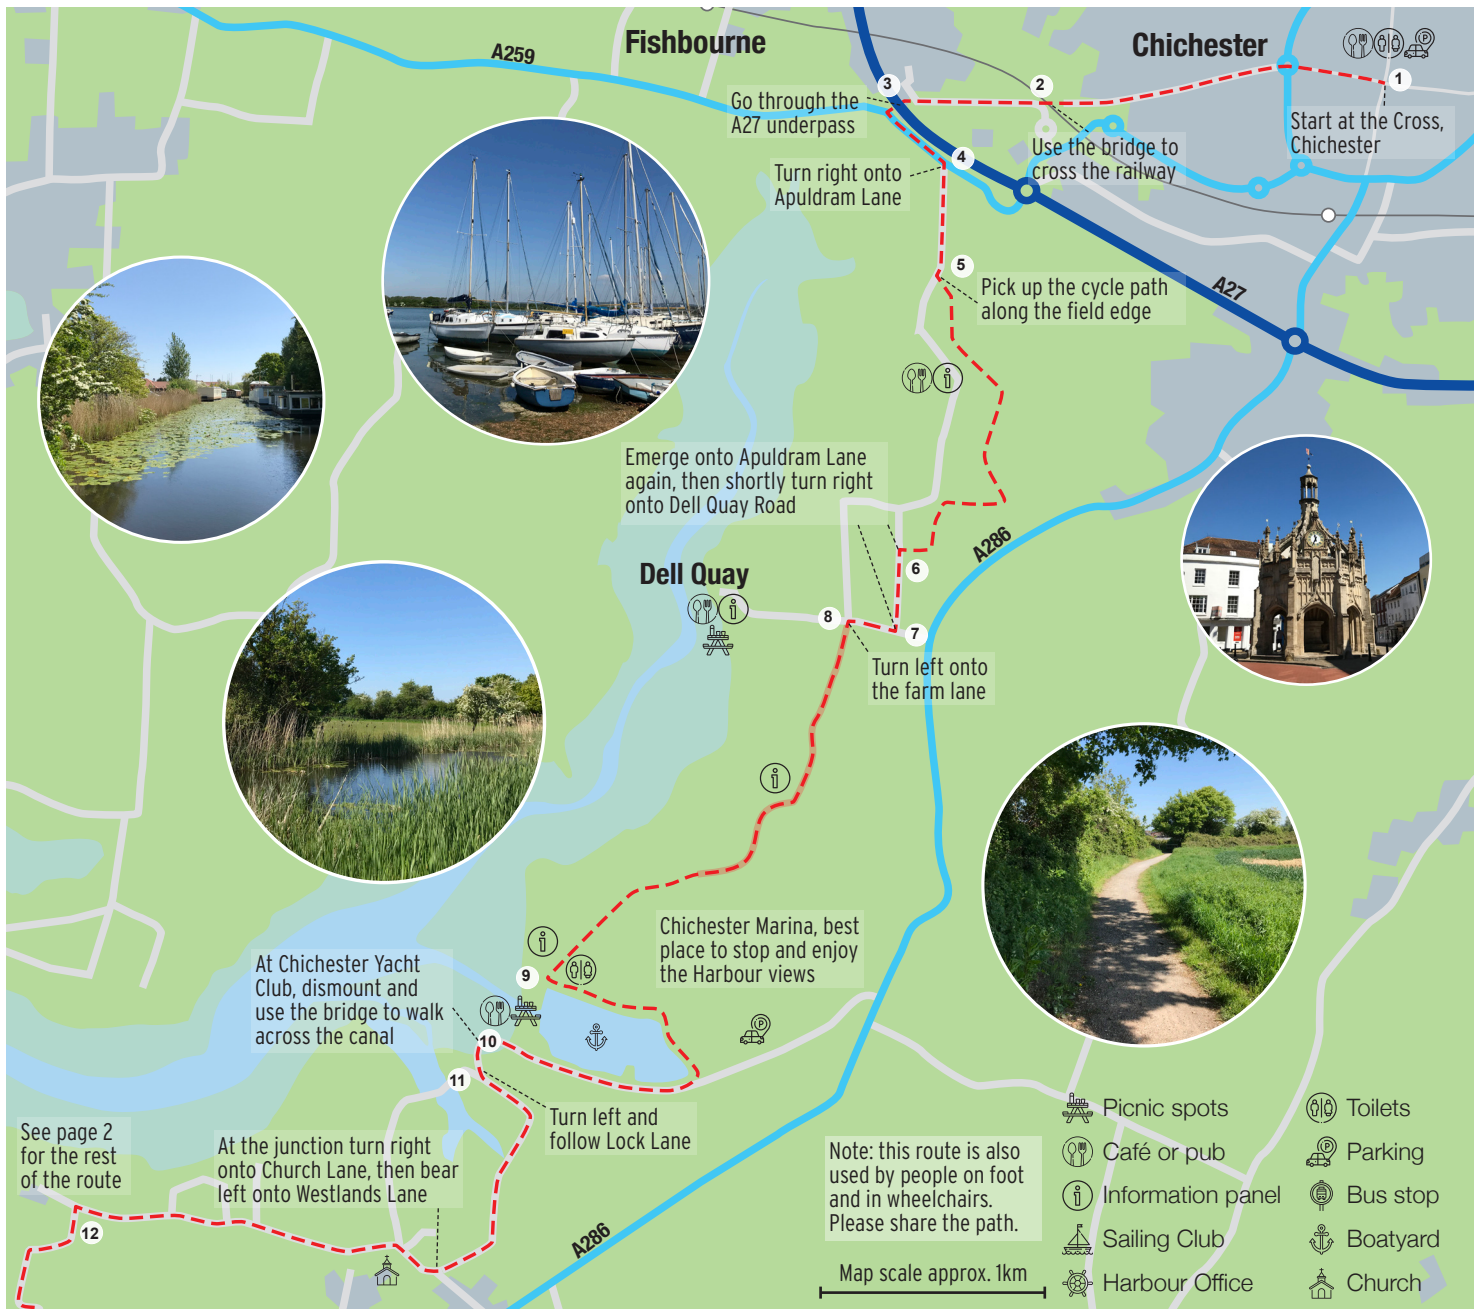 Fishbourne
Chichester
A259
P
1
2
3
Go through the
A27 underpass
Start at the Cross,
Chichester
Use the bridge to
cross the railway
4
Turn right onto
Apuldram Lane
5
Pick up the cycle path
along the field edge
A27
i
Emerge onto Apuldram Lane
again, then shortly turn right
onto Dell Quay Road
A286
6
Dell Quay
i
8
7
Turn left onto
the farm lane
i
Chichester Marina, best
place to stop and enjoy
the Harbour views
i
9
At Chichester Yacht
Club, dismount and
use the bridge to walk
across the canal
P
10
11
Turn left and
follow Lock Lane
See page 2
for the rest
of the route
At the junction turn right
onto Church Lane, then bear
left onto Westlands Lane
12
A286
Note: this route is also
used by people on foot
and in wheelchairs.
Please share the path.
Map scale approx. 1km
Picnic spots
Café or pub
i
Information panel
Sailing Club
Harbour Office
Toilets
P
Parking
Bus stop
Boatyard
Church